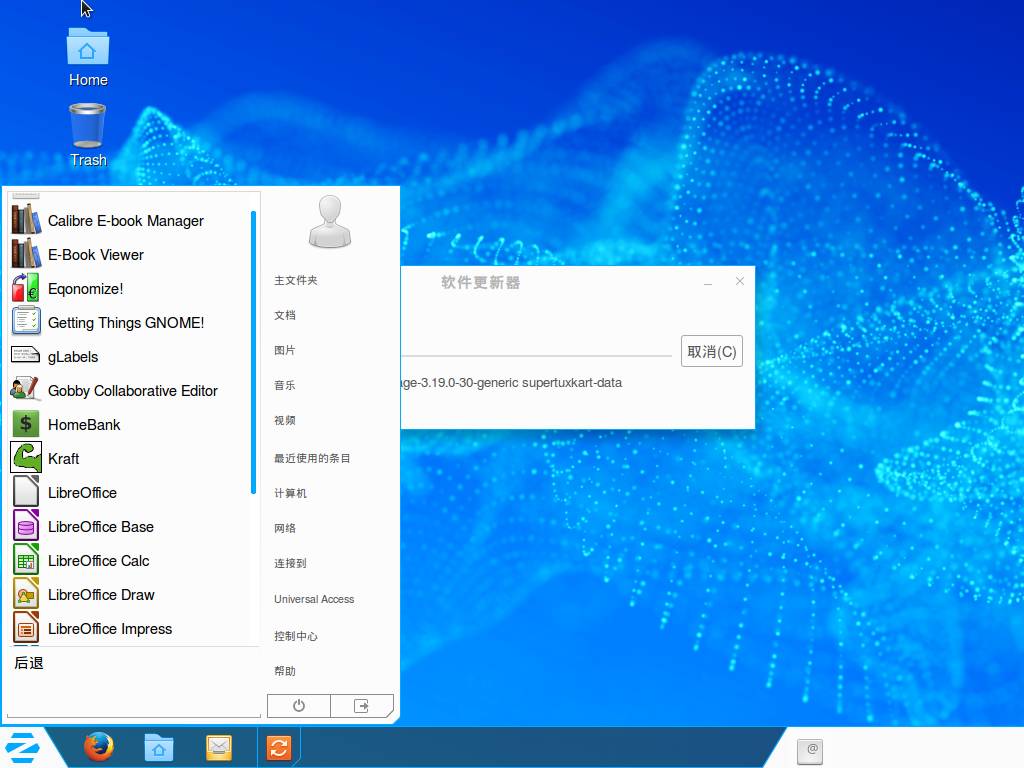 Home
Trash
Calibre E-book Manager
E-Book Viewer
Eqonomize!
Getting Things GNOME!
gLabels
Gobby Collaborative Editor
HomeBank
Kraft
LibreOffice
LibreOffice Base
LibreOffice Calc
LibreOffice Draw
LibreOffice Impress
后退
主文件夹
文档
图片
音乐
视频
最近使用的条目
计算机
网络
连接到
Universal Access
控制中心
帮助
软件更新器
取消(C)
age-3.19.0-30-generic supertuxkart-data
@